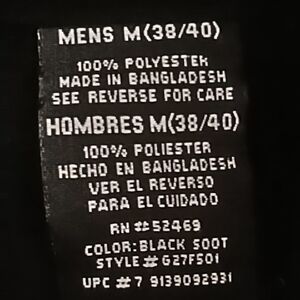 MENS M(38/40)
100% POLYESTER
MADE IN BANGLADESH
SEE REVERSE FOR CARE
HOMBRES M(38/40)
100% POLIESTER
HECHO EN BANGLADESH
VER EL REVERSO
PARA EL CUIDADO
RN#52469
COLOR:BLACK SOOT
STYLE# G27FS01
UPC #7 9139092931